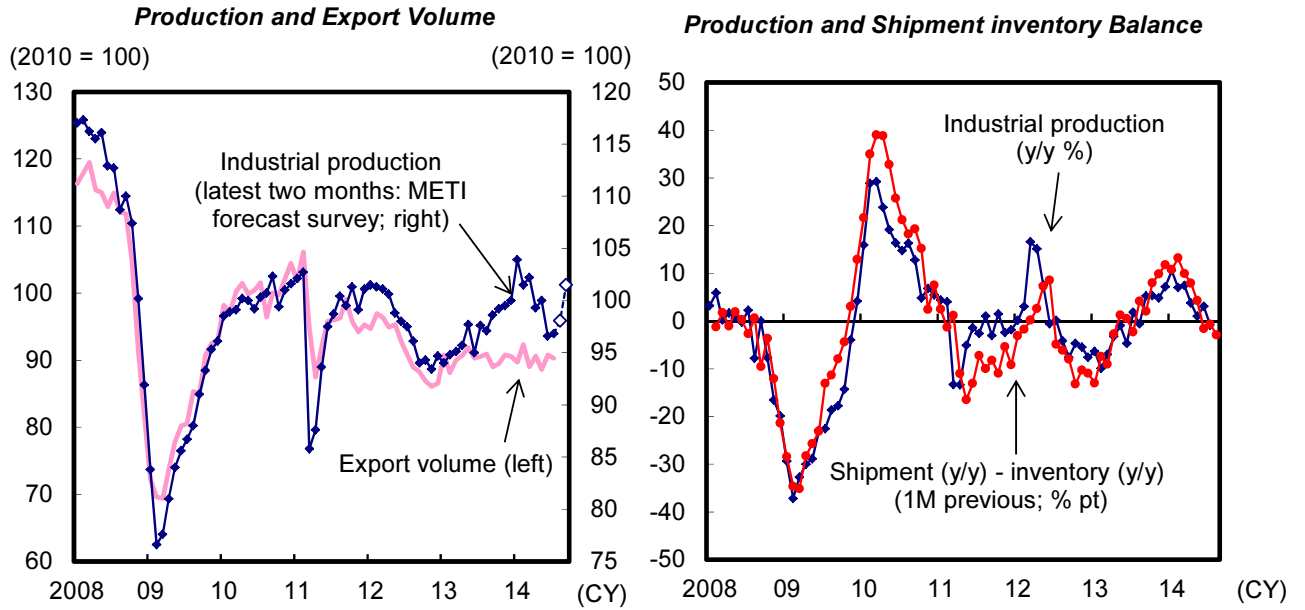 Production and Export Volume
(2010 = 100)
(2010 = 100)
130
120
110
100
90
80
70
60
120
115
110
105
100
95
90
85
80
75
Industrial production
(latest two months: METI
forecast survey; right)
Export volume (left)
2008 09 10 11 12 13 14 (CY)
Production and Shipment inventory Balance
50
40
30
20
10
0
-10
-20
-30
-40
-50
Industrial production
(y/y %)
Shipment (y/y) - inventory (y/y)
(1M previous; % pt)
2008 09 10 11 12 13 14 (CY)